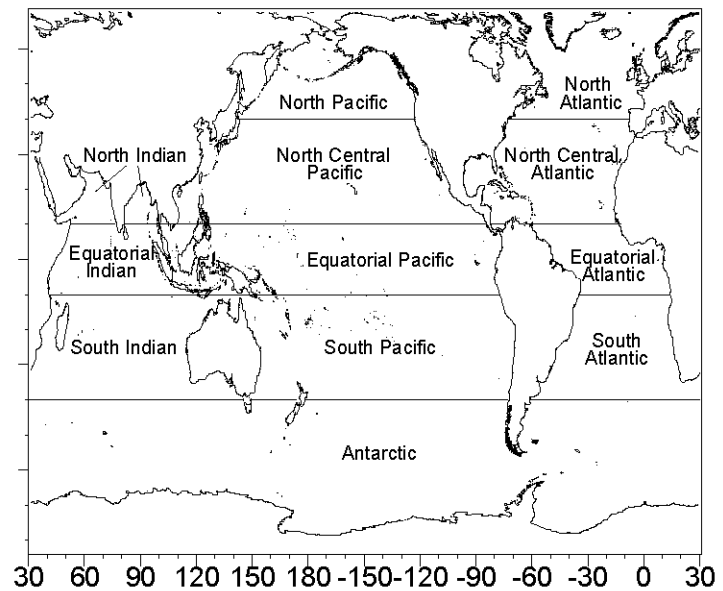 North Pacific
North
Atlantic
North Indian
North Central
Pacific
North Central
Atlantic
Equatorial
Indian
Equatorial Pacific
Equatorial
Atlantic
South Indian
South Pacific
South
Atlantic
Antarctic
30 60 90 120 150 180 -150 -120 -90 -60 -30 0 30